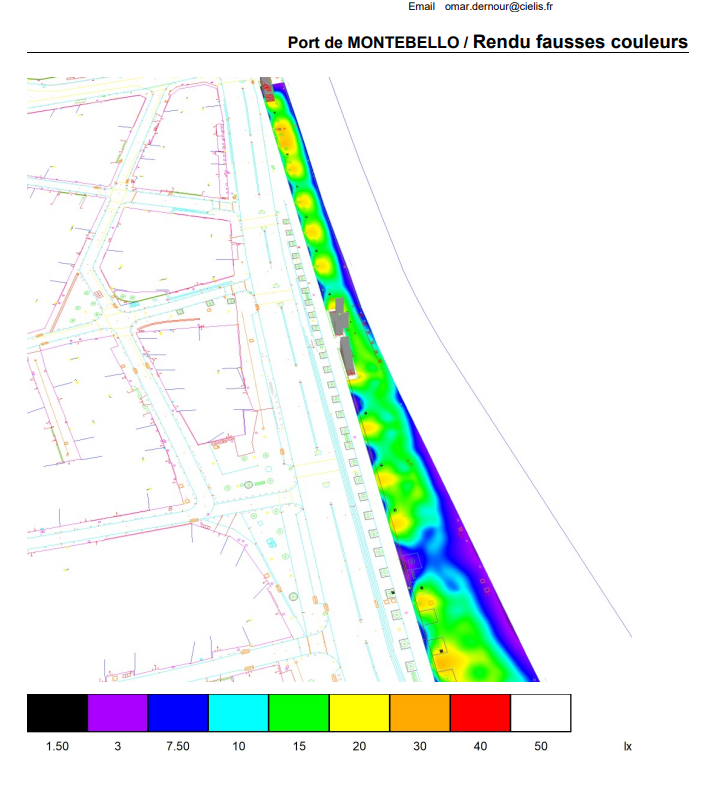 Email omar.dernour@cielis.fr
Port de MONTEBELLO / Rendu fausses couleurs
1.50 3 7.50 10 15 20 30 40 50 lx